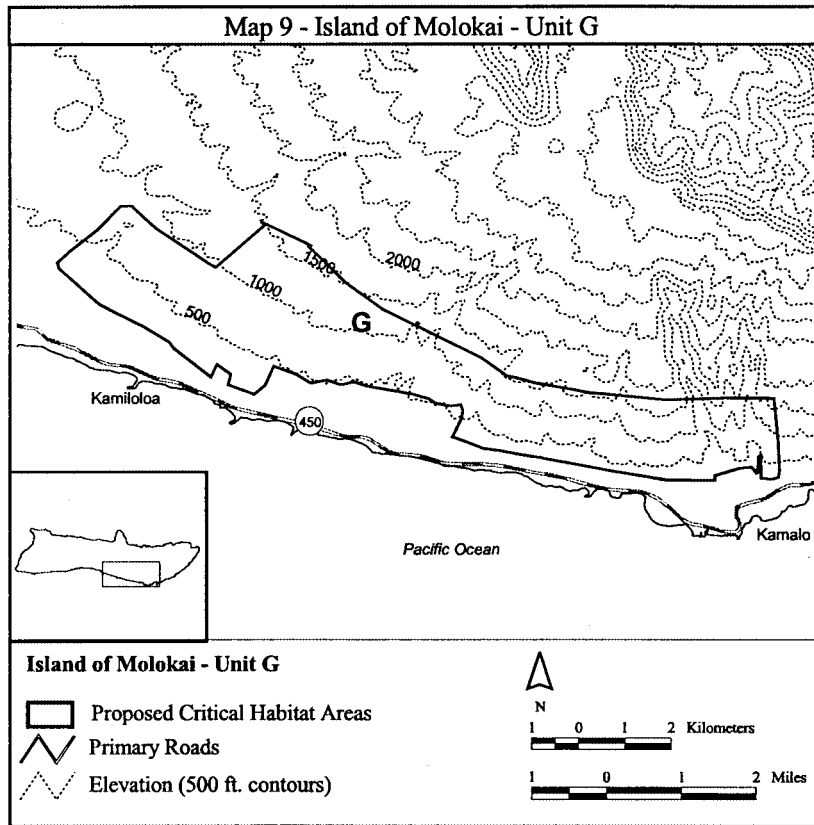 Map 9 - Island of Molokai - Unit G
2000
1500
1000
500
G
Kamiloloa
450
Kamalo
Pacific Ocean
Island of Molokai - Unit G
Proposed Critical Habitat Areas
Primary Roads
Elevation (500 ft. contours)
N
1 0 1 2 Kilometers
1 0 1 2 Miles